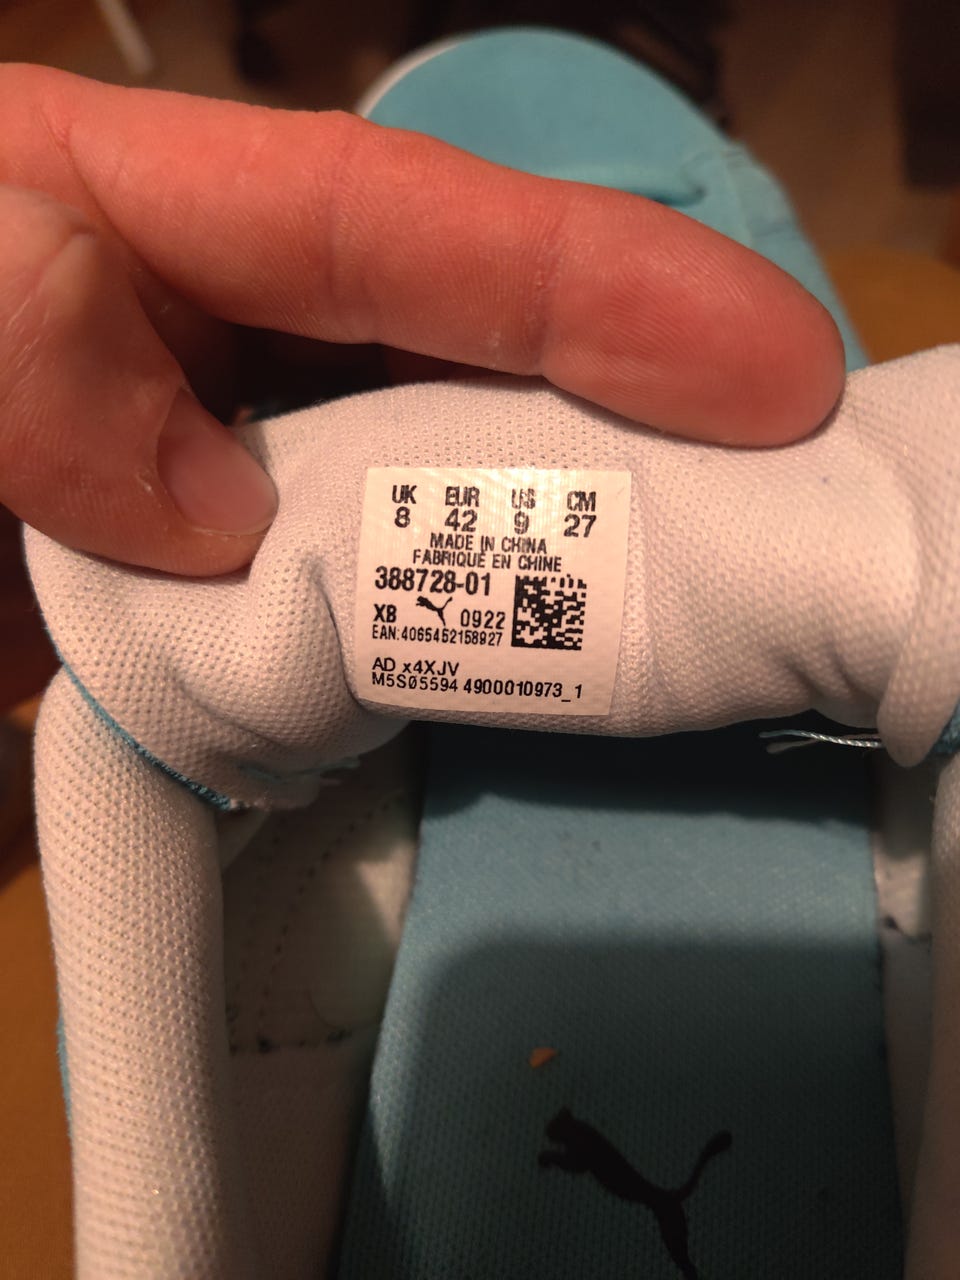 UK EUR US CM
8 42 9 27
MADE IN CHINA
FABRIQUÉ EN CHINE
388728-01
XB 0922
EAN:4065452158927
AD x4XJV
M5S05594 4900010973_1